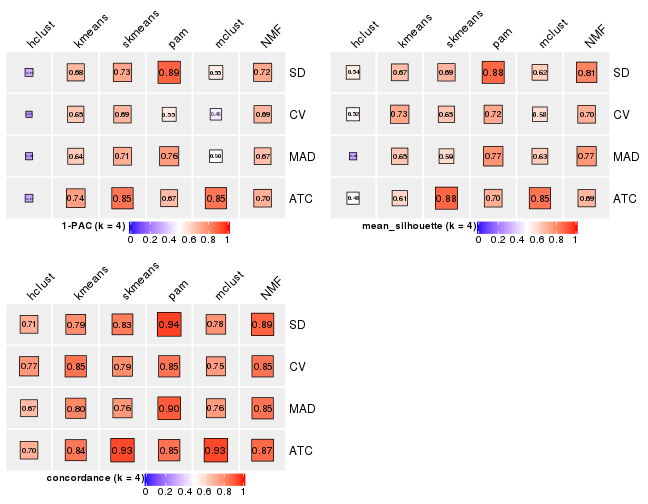 hclust kmeans skmeans pam mclust NMF
0.68 0.73 0.89 0.55 0.72 SD
0.65 0.69 0.53 0.69 CV
0.64 0.71 0.76 0.50 0.67 MAD
0.74 0.85 0.67 0.85 0.70 ATC
1-PAC (k = 4)
0 0.2 0.4 0.6 0.8 1
hclust kmeans skmeans pam mclust NMF
0.54 0.67 0.69 0.88 0.62 0.81 SD
0.52 0.73 0.65 0.72 0.58 0.70 CV
0.65 0.59 0.77 0.63 0.77 MAD
0.48 0.61 0.88 0.70 0.85 0.69 ATC
mean_silhouette (k = 4)
0 0.2 0.4 0.6 0.8 1
hclust kmeans skmeans pam mclust NMF
0.71 0.79 0.83 0.94 0.78 0.89 SD
0.77 0.85 0.79 0.85 0.75 0.85 CV
0.67 0.80 0.76 0.90 0.76 0.85 MAD
0.70 0.84 0.93 0.85 0.93 0.87 ATC
concordance (k = 4)
0 0.2 0.4 0.6 0.8 1